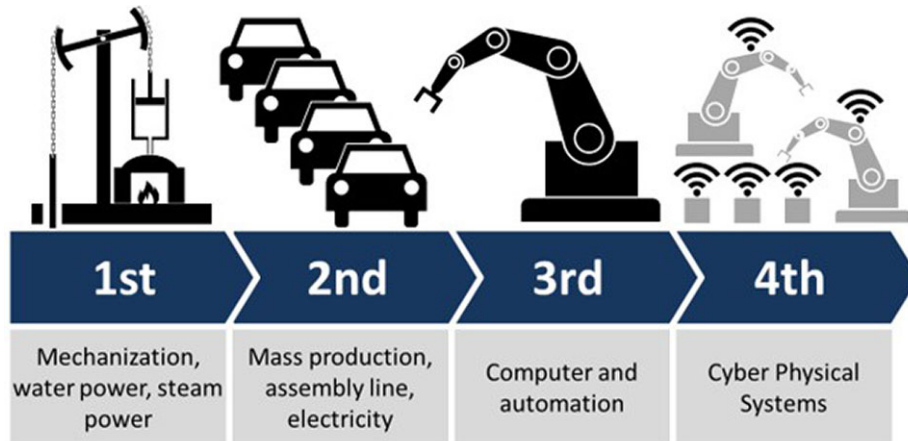 1st
2nd
3rd
4th
Mechanization,
water power, steam
power
Mass production,
assembly line,
electricity
Computer and
automation
Cyber Physical
Systems